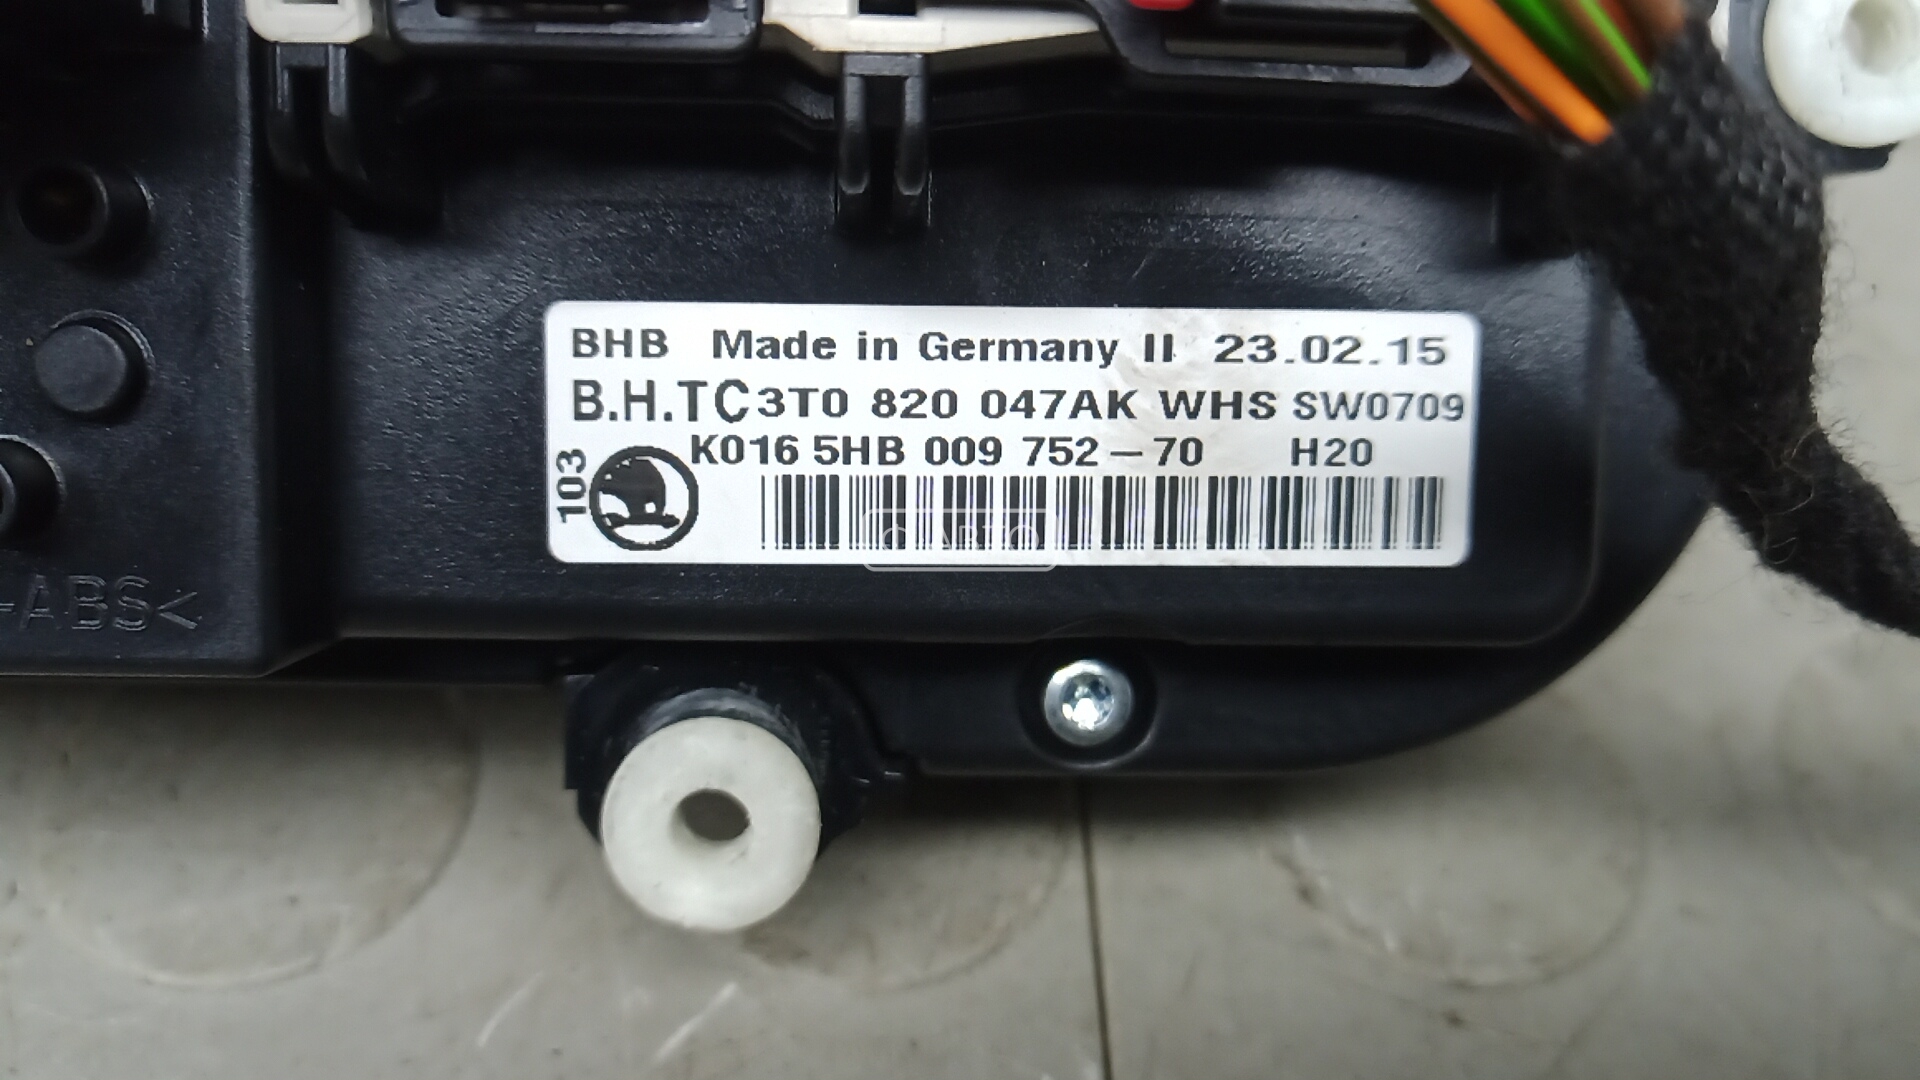 BHB Made in Germany II 23.02.15
B.H.TC 3T0 820 047AK WHS SW0709
K016 5HB 009 752-70 H20
103
-ABS<